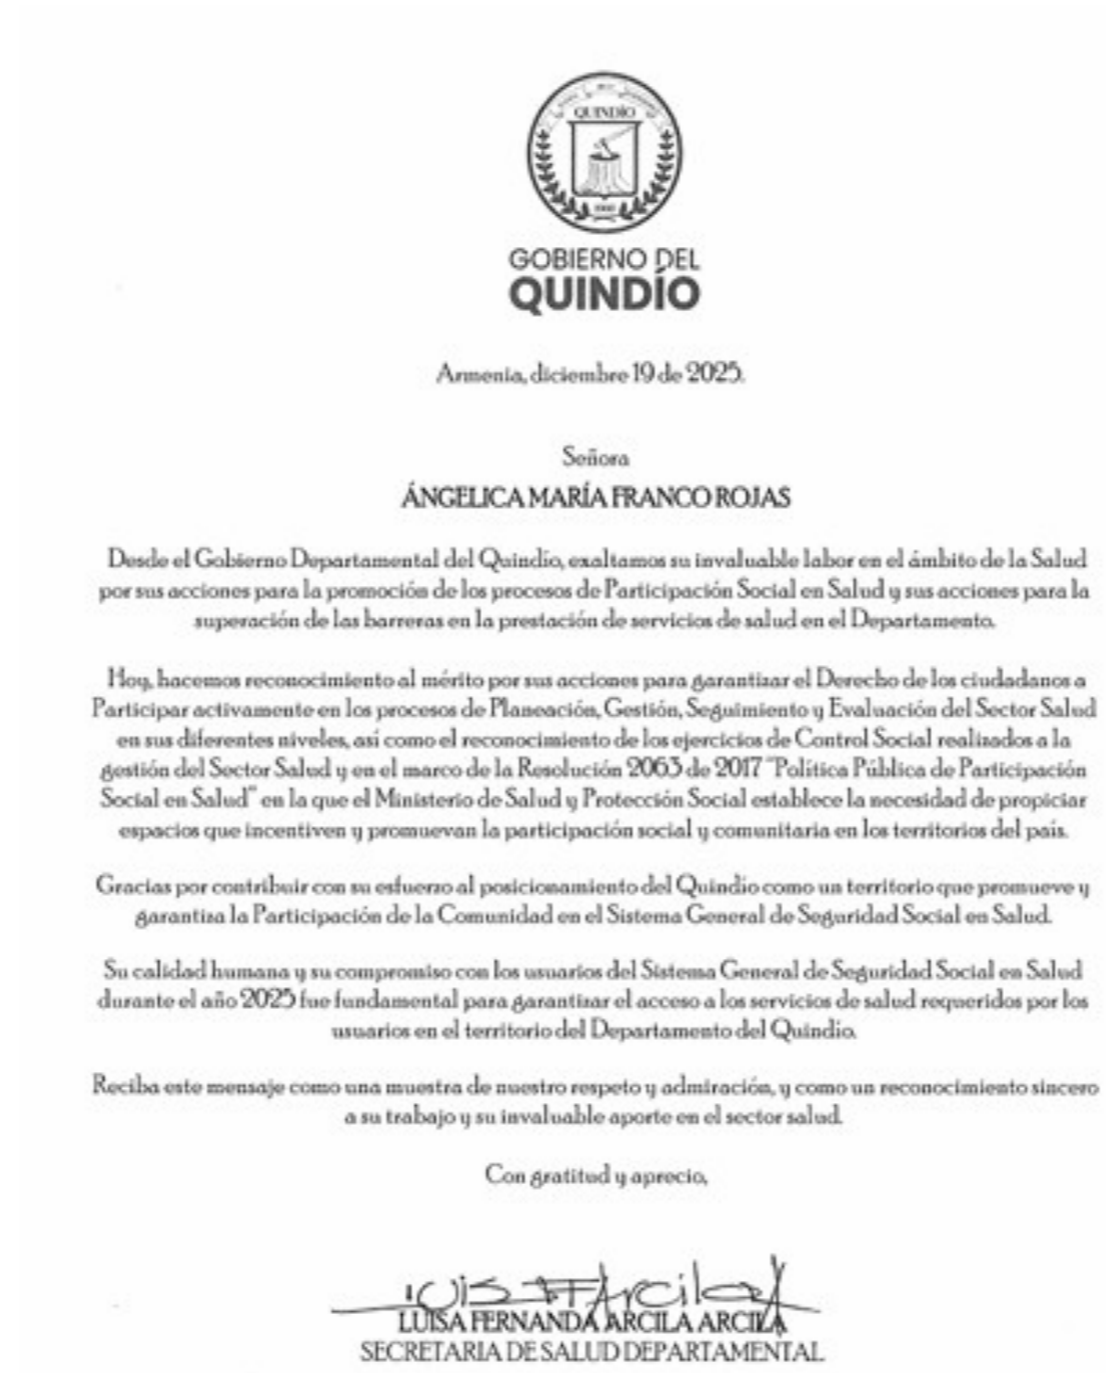 QUINDÍO
GOBIERNO DEL
QUINDÍO
Armenia, diciembre 19 de 2025.
Señora
ÁNGELICA MARÍA FRANCO ROJAS
Desde el Gobierno Departamental del Quindío, exaltamos su invaluable labor en el ámbito de la Salud
por sus acciones para la promoción de los procesos de Participación Social en Salud y sus acciones para la
superación de las barreras en la prestación de servicios de salud en el Departamento.
Hoy, hacemos reconocimiento al mérito por sus acciones para garantizar el Derecho de los ciudadanos a
Participar activamente en los procesos de Planeación, Gestión, Seguimiento y Evaluación del Sector Salud
en sus diferentes niveles, así como el reconocimiento de los ejercicios de Control Social realizados a la
gestión del Sector Salud y en el marco de la Resolución 2063 de 2017 "Política Pública de Participación
Social en Salud" en la que el Ministerio de Salud y Protección Social establece la necesidad de propiciar
espacios que incentiven y promuevan la participación social y comunitaria en los territorios del país.
Gracias por contribuir con su esfuerzo al posicionamiento del Quindío como un territorio que promueve y
garantiza la Participación de la Comunidad en el Sistema General de Seguridad Social en Salud.
Su calidad humana y su compromiso con los usuarios del Sistema General de Seguridad Social en Salud
durante el año 2025 fue fundamental para garantizar el acceso a los servicios de salud requeridos por los
usuarios en el territorio del Departamento del Quindío.
Reciba este mensaje como una muestra de nuestro respeto y admiración, y como un reconocimiento sincero
a su trabajo y su invaluable aporte en el sector salud.
Con gratitud y aprecio,
Luisa F Arcila A
LUISA FERNANDA ARCILA ARCILA
SECRETARIA DE SALUD DEPARTAMENTAL